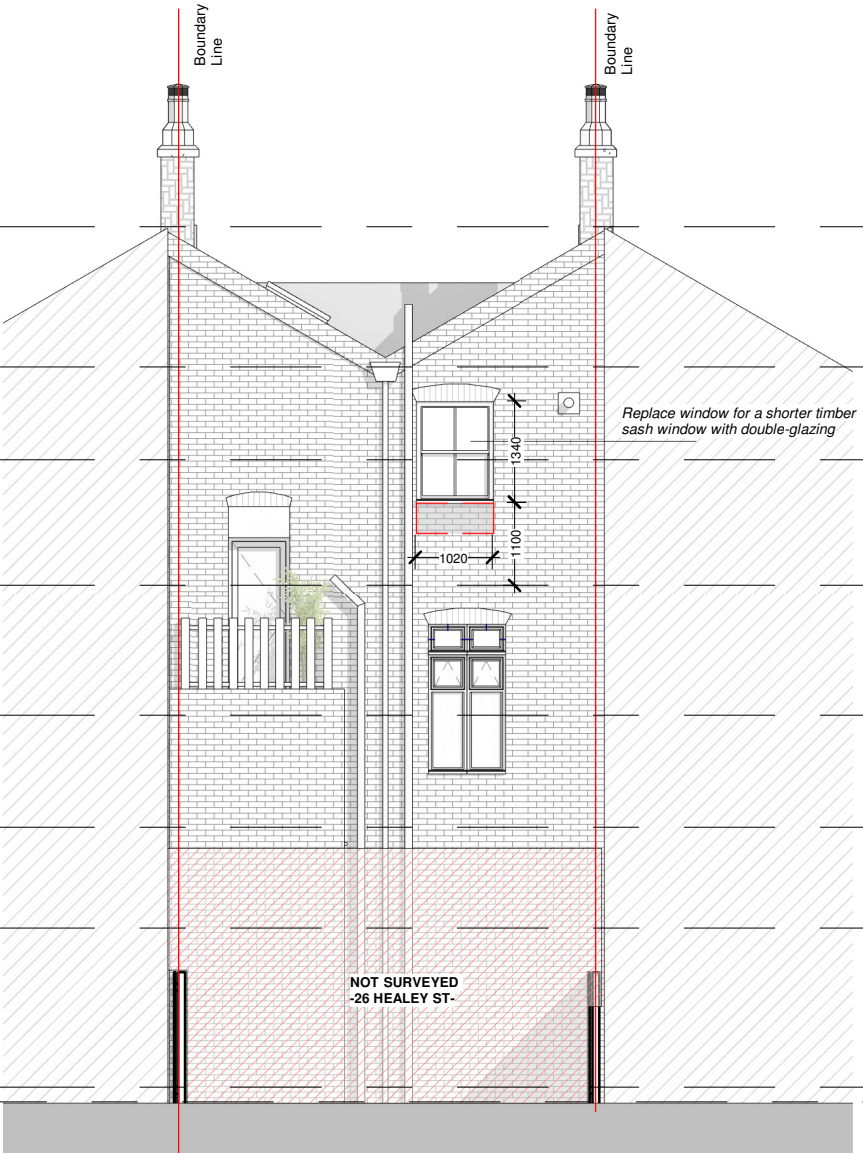 Boundary
Line
Boundary
Line
Replace window for a shorter timber
sash window with double-glazing
1340
1100
1020
NOT SURVEYED
-26 HEALEY ST-